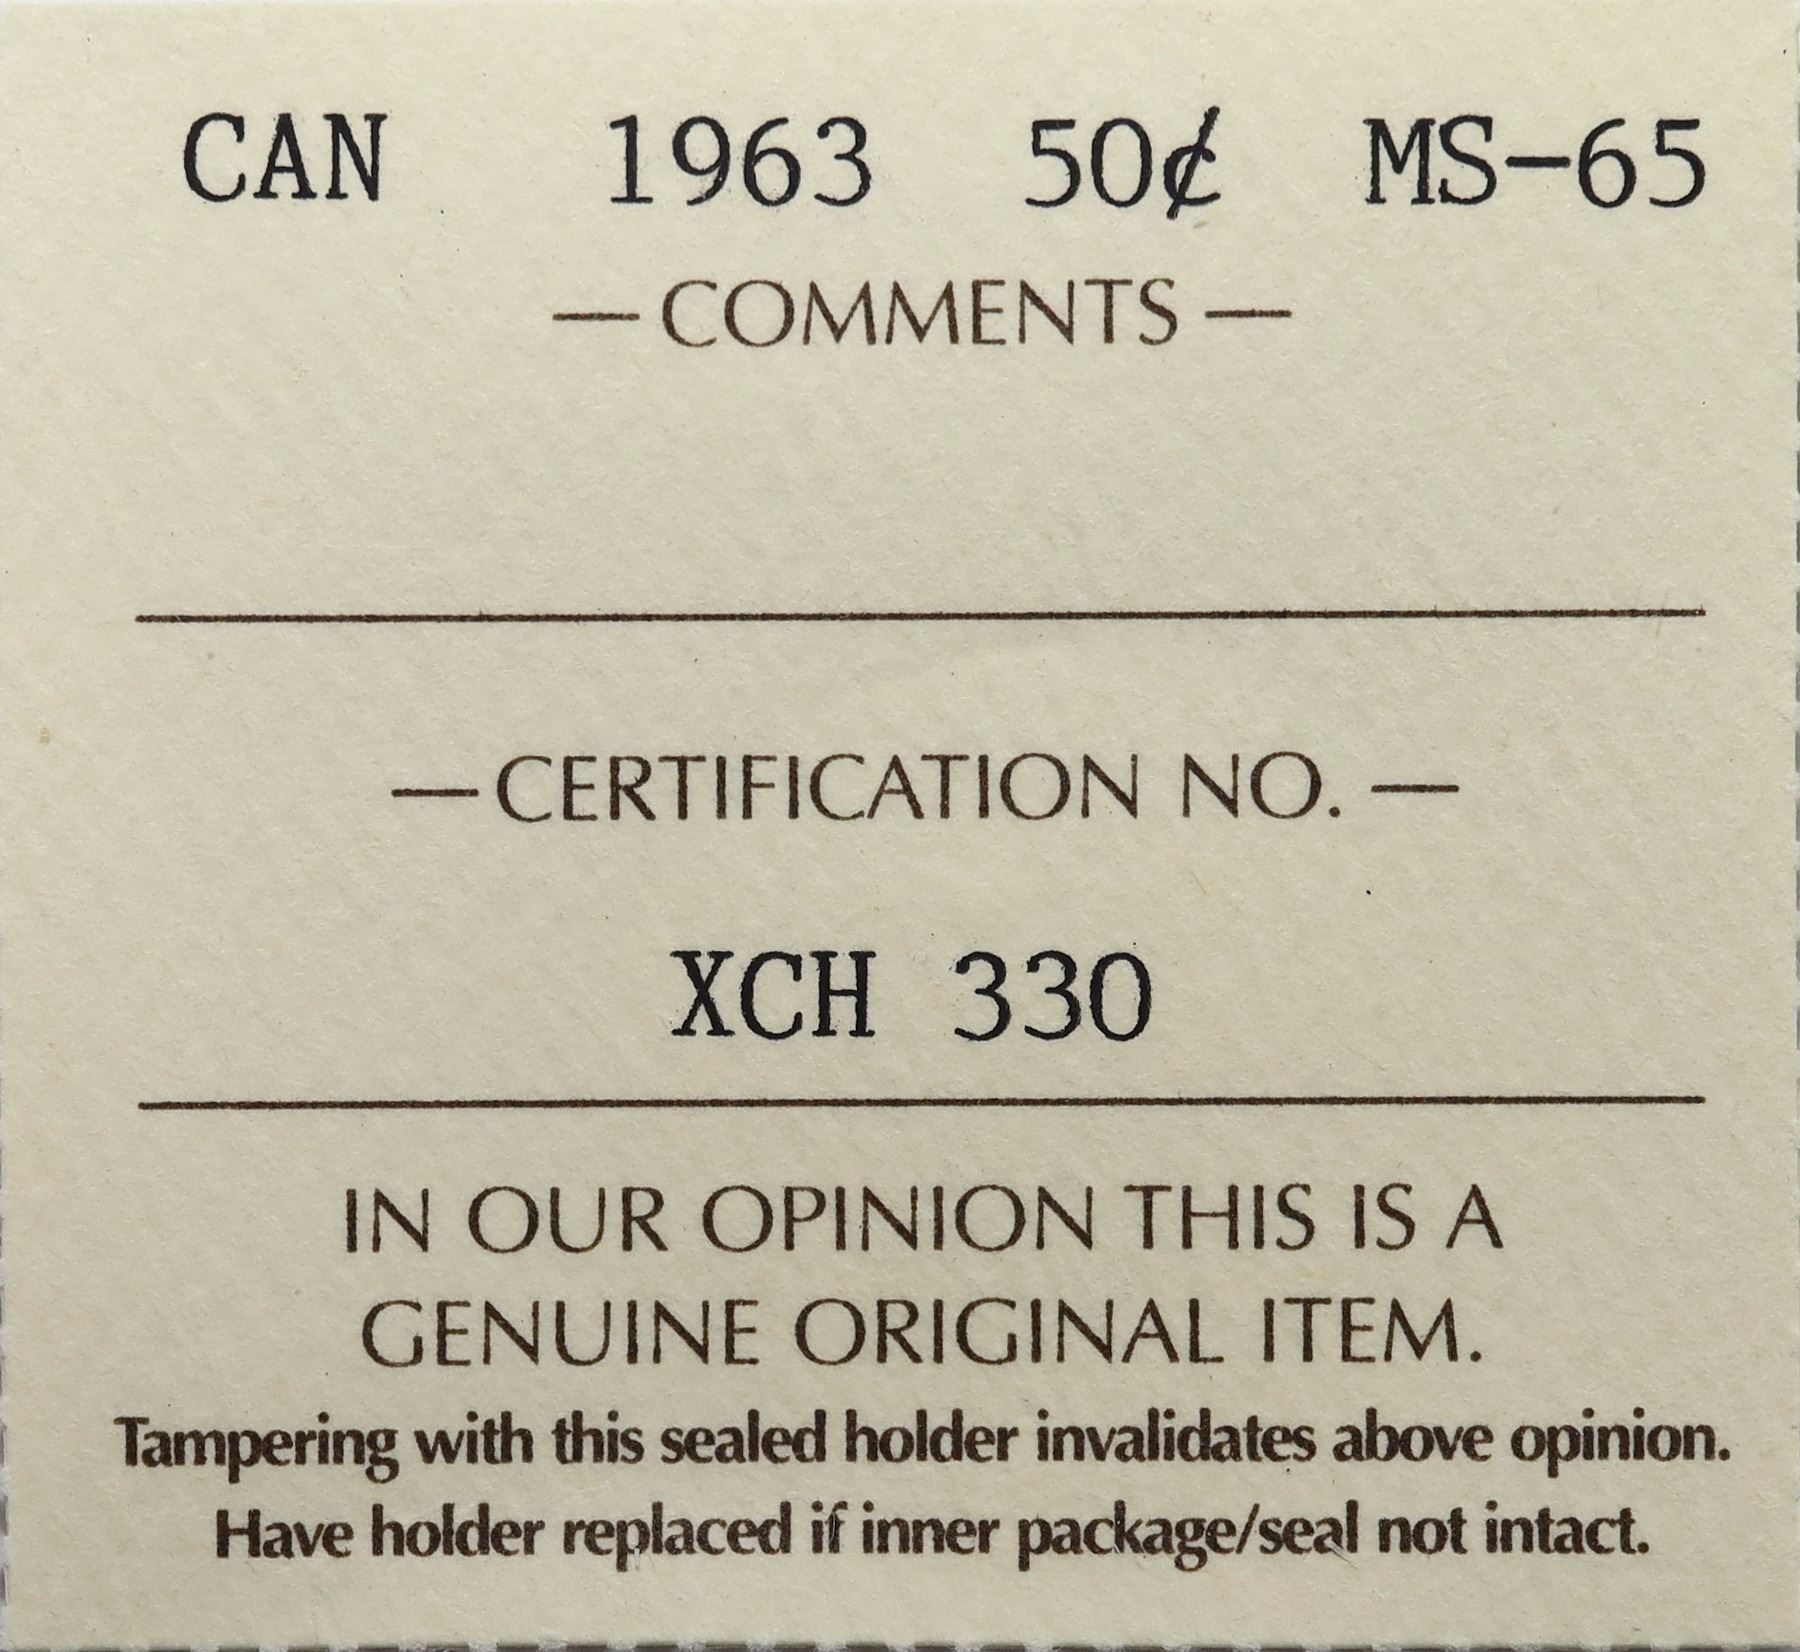 CAN 1963 50¢ MS-65
— COMMENTS —
— CERTIFICATION NO. —
XCH 330
IN OUR OPINION THIS IS A
GENUINE ORIGINAL ITEM.
Tampering with this sealed holder invalidates above opinion.
Have holder replaced if inner package/seal not intact.